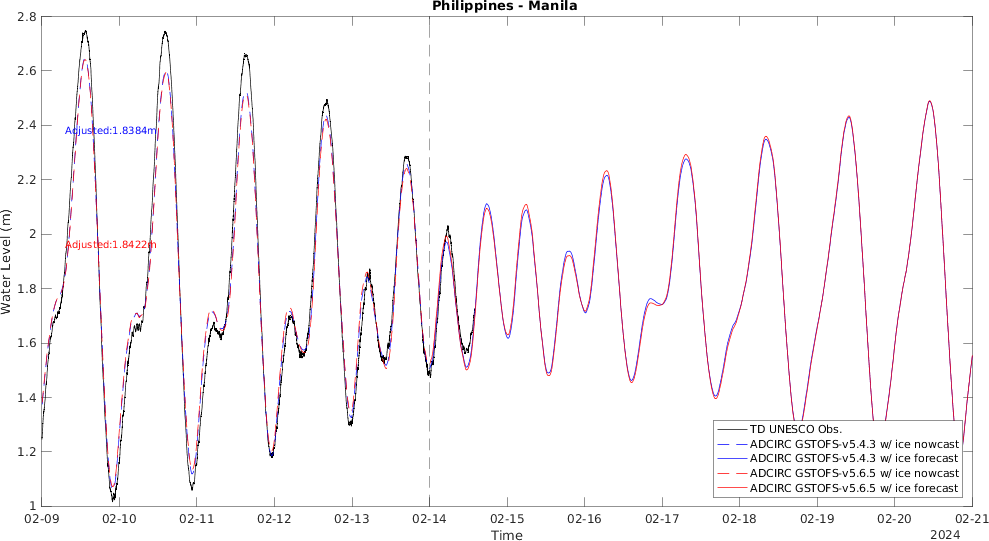 Philippines - Manila
2.8
2.6
2.4
2.2
2
1.8
1.6
1.4
1.2
1
Water Level (m)
Adjusted:1.8384m
Adjusted:1.8422m
TD UNESCO Obs.
ADCIRC GSTOFS-v5.4.3 w/ ice nowcast
ADCIRC GSTOFS-v5.4.3 w/ ice forecast
ADCIRC GSTOFS-v5.6.5 w/ ice nowcast
ADCIRC GSTOFS-v5.6.5 w/ ice forecast
02-09 02-10 02-11 02-12 02-13 02-14 02-15 02-16 02-17 02-18 02-19 02-20 02-21
Time
2024